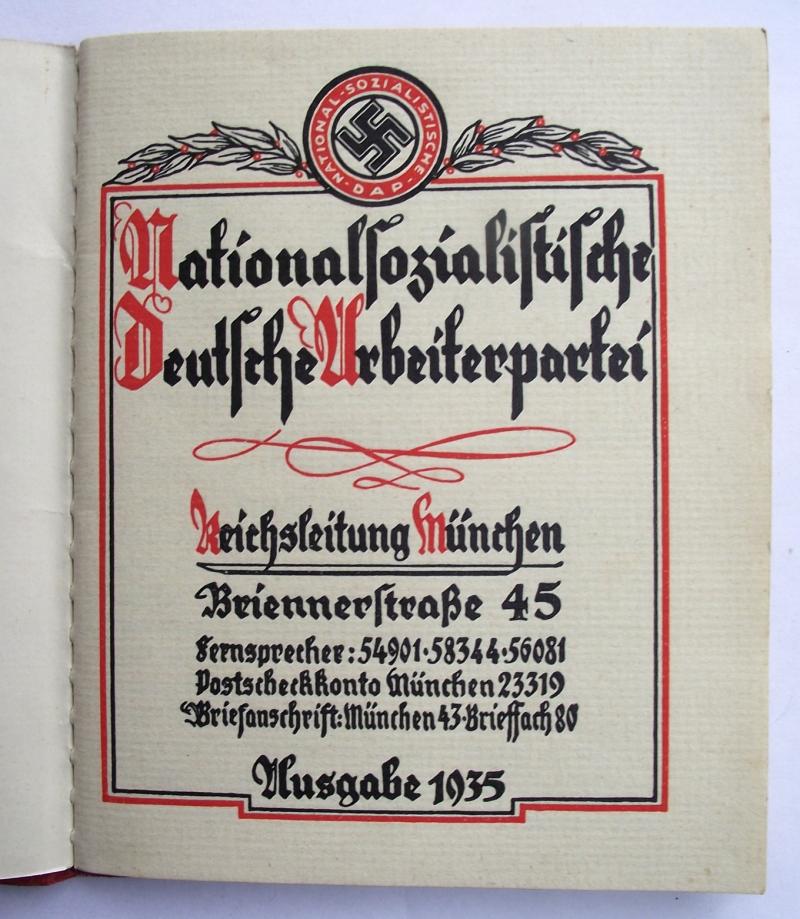 NATIONAL-SOZIALISTISCHE-
D A P
Nationalsozialistische
Deutsche Arbeiterpartei
Reichsleitung München
Briennerstraße 45
Fernsprecher: 54901·58344·56081
Postscheckkonto München 23319
Briefanschrift: München 43·Brieffach 80
Ausgabe 1935